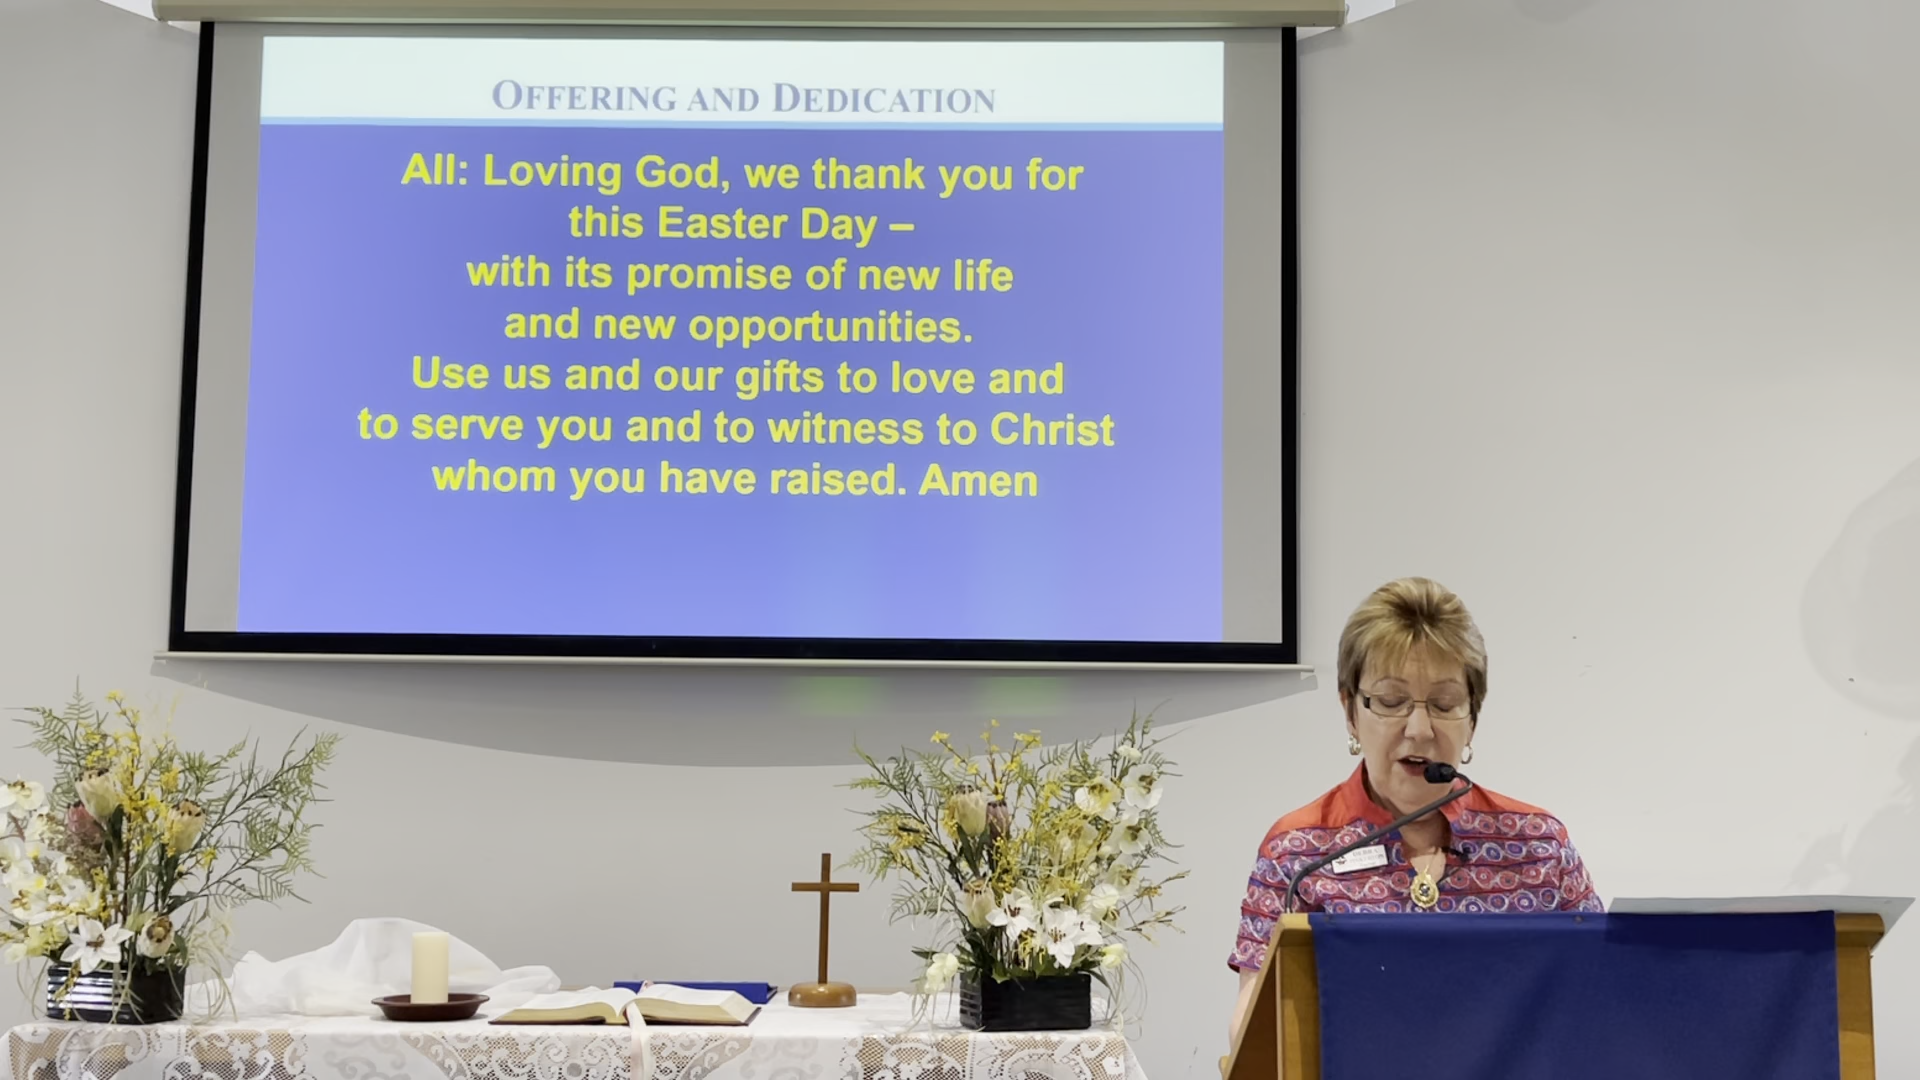 OFFERING AND DEDICATION
All: Loving God, we thank you for
this Easter Day –
with its promise of new life
and new opportunities.
Use us and our gifts to love and
to serve you and to witness to Christ
whom you have raised. Amen